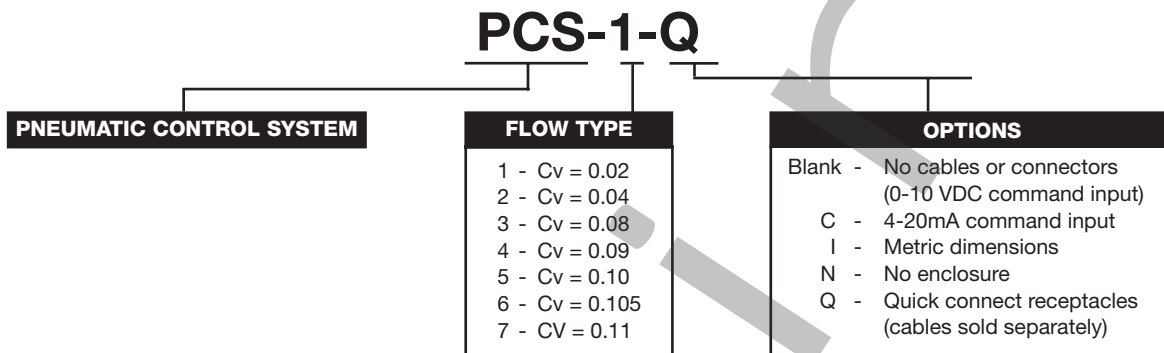 PCS-1-Q
PNEUMATIC CONTROL SYSTEM
FLOW TYPE
1 - Cv = 0.02
2 - Cv = 0.04
3 - Cv = 0.08
4 - Cv = 0.09
5 - Cv = 0.10
6 - Cv = 0.105
7 - CV = 0.11
OPTIONS
Blank - No cables or connectors
(0-10 VDC command input)
C - 4-20mA command input
I - Metric dimensions
N - No enclosure
Q - Quick connect receptacles
(cables sold separately)